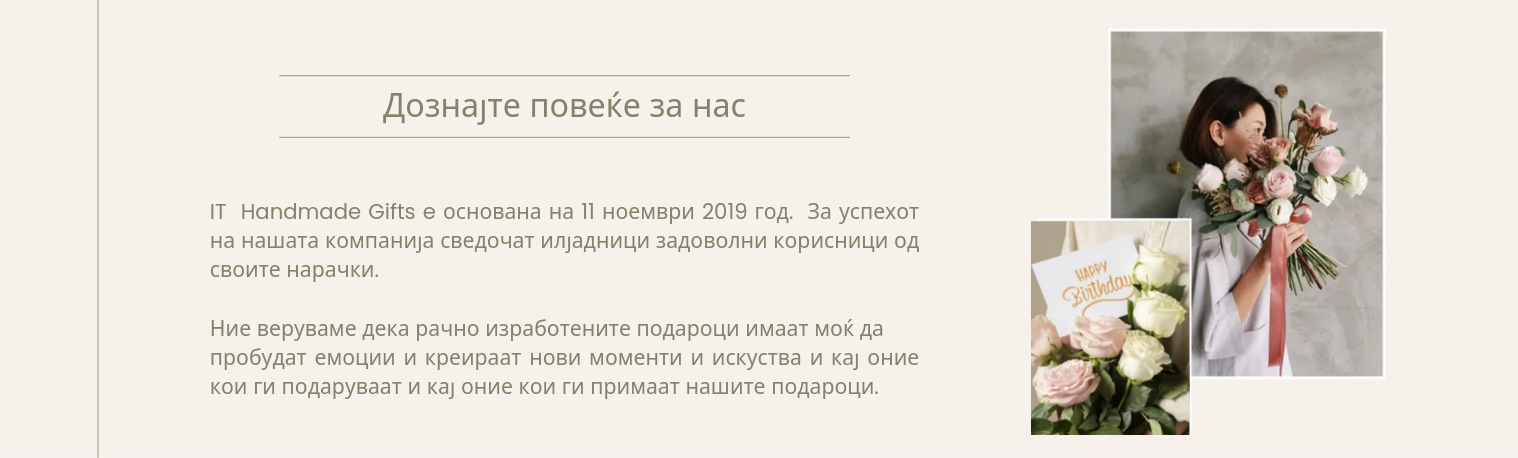 Дознајте повеќе за нас
IT Handmade Gifts е основана на 11 ноември 2019 год. За успехот
на нашата компанија сведочат илјадници задоволни корисници од
своите нарачки.
Ние веруваме дека рачно изработените подароци имаат моќ да
пробудат емоции и креираат нови моменти и искуства и кај оние
кои ги подаруваат и кај оние кои ги примаат нашите подароци.
HAPPY
Birthday